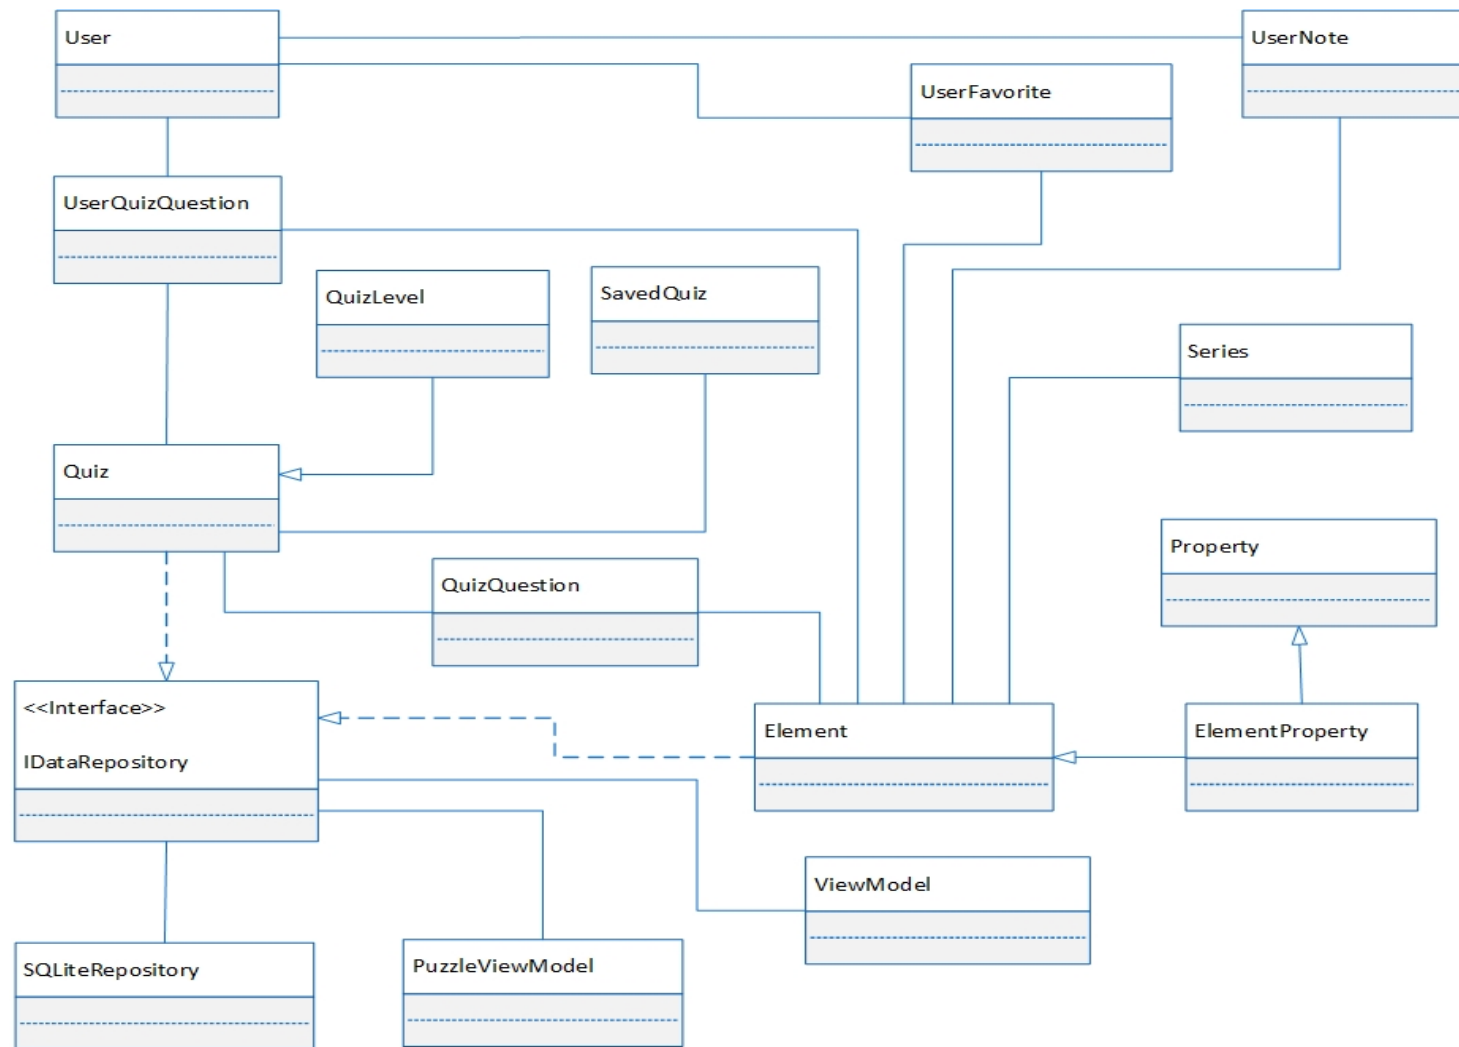 User
UserNote
UserFavorite
UserQuizQuestion
QuizLevel
SavedQuiz
Series
Quiz
Property
QuizQuestion
<<Interface>>
IDataRepository
Element
ElementProperty
ViewModel
SQLiteRepository
PuzzleViewModel